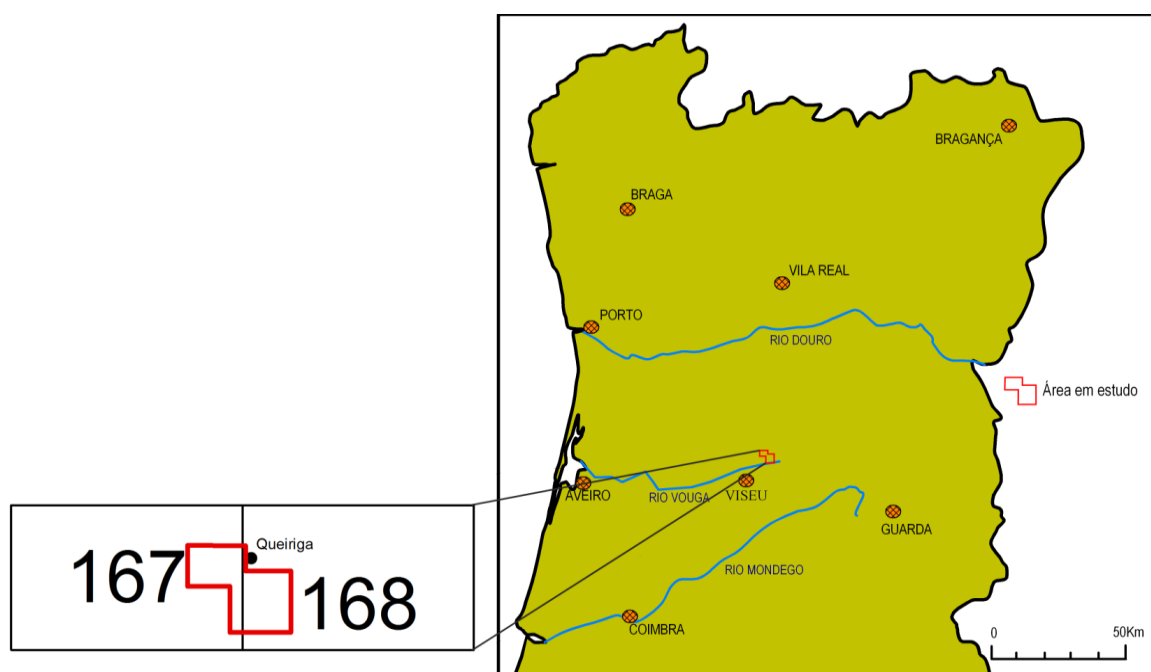 BRAGANÇA
BRAGA
VILA REAL
PORTO
RIO DOURO
Área em estudo
AVEIRO
RIO VOUGA
VISEU
GUARDA
Queiriga
167
168
RIO MONDEGO
COIMBRA
0 50Km